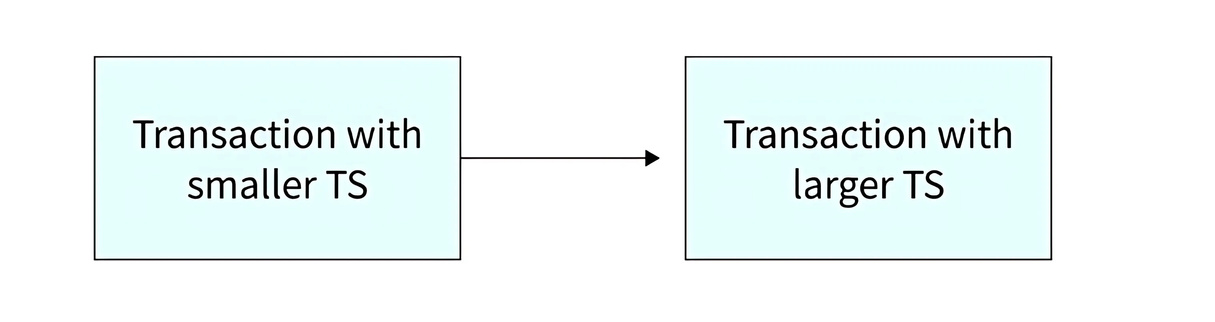 Transaction with
smaller TS
Transaction with
larger TS